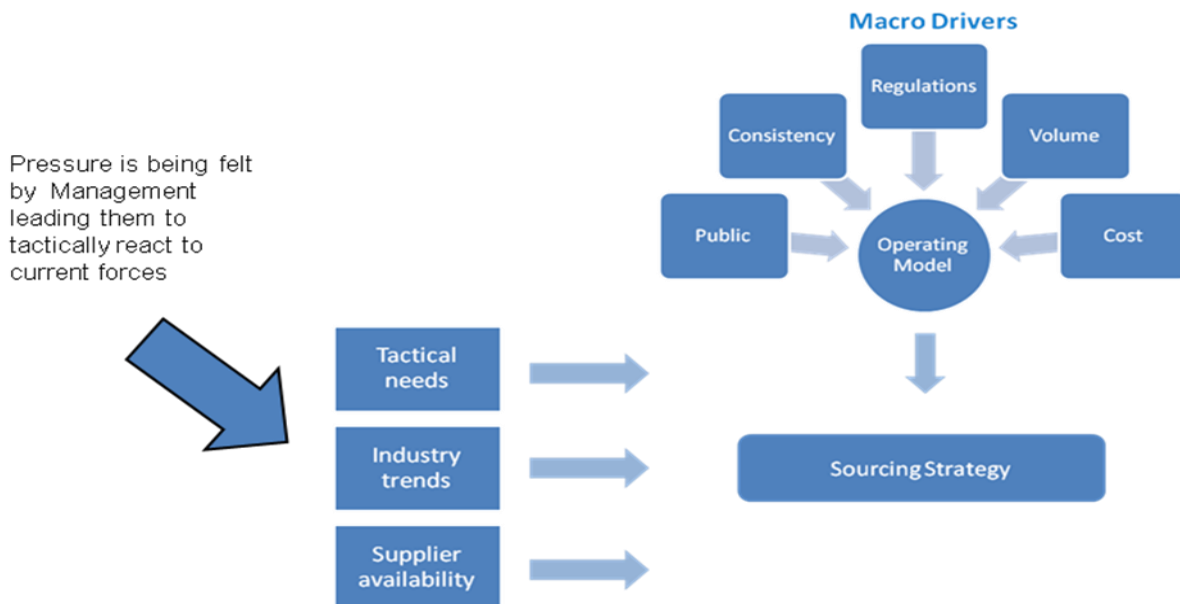 Macro Drivers
Regulations
Consistency
Volume
Public
Operating
Model
Cost
Pressure is being felt
by Management
leading them to
tactically react to
current forces
Tactical
needs
Industry
trends
Supplier
availability
Sourcing Strategy